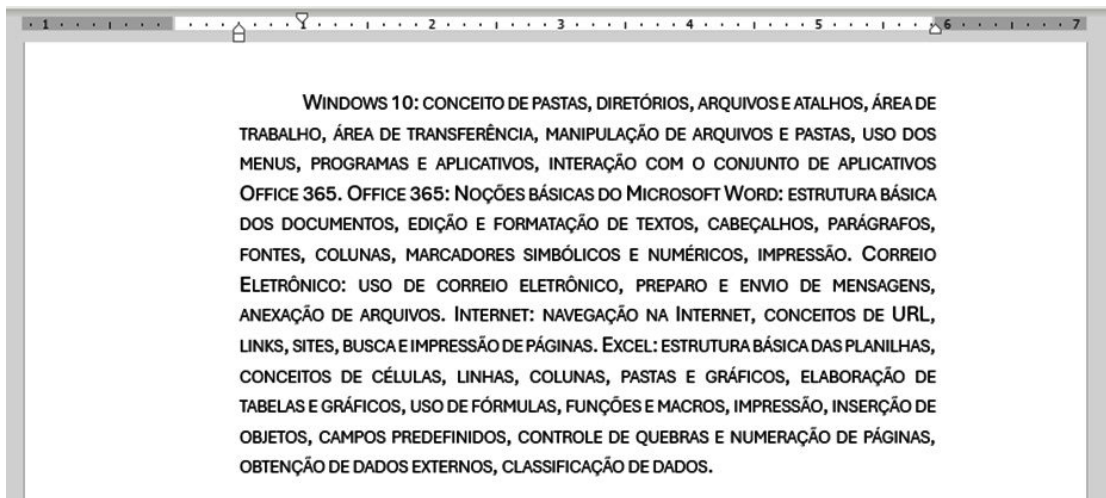 1 1 2 3 4 5 6 7
WINDOWS 10: CONCEITO DE PASTAS, DIRETÓRIOS, ARQUIVOS E ATALHOS, ÁREA DE
TRABALHO, ÁREA DE TRANSFERÊNCIA, MANIPULAÇÃO DE ARQUIVOS E PASTAS, USO DOS
MENUS, PROGRAMAS E APLICATIVOS, INTERAÇÃO COM O CONJUNTO DE APLICATIVOS
OFFICE 365. OFFICE 365: NOÇÕES BÁSICAS DO MICROSOFT WORD: ESTRUTURA BÁSICA
DOS DOCUMENTOS, EDIÇÃO E FORMATAÇÃO DE TEXTOS, CABEÇALHOS, PARÁGRAFOS,
FONTES, COLUNAS, MARCADORES SIMBÓLICOS E NUMÉRICOS, IMPRESSÃO. CORREIO
ELETRÔNICO: USO DE CORREIO ELETRÔNICO, PREPARO E ENVIO DE MENSAGENS,
ANEXAÇÃO DE ARQUIVOS. INTERNET: NAVEGAÇÃO NA INTERNET, CONCEITOS DE URL,
LINKS, SITES, BUSCA E IMPRESSÃO DE PÁGINAS. EXCEL: ESTRUTURA BÁSICA DAS PLANILHAS,
CONCEITOS DE CÉLULAS, LINHAS, COLUNAS, PASTAS E GRÁFICOS, ELABORAÇÃO DE
TABELAS E GRÁFICOS, USO DE FÓRMULAS, FUNÇÕES E MACROS, IMPRESSÃO, INSERÇÃO DE
OBJETOS, CAMPOS PREDEFINIDOS, CONTROLE DE QUEBRAS E NUMERAÇÃO DE PÁGINAS,
OBTENÇÃO DE DADOS EXTERNOS, CLASSIFICAÇÃO DE DADOS.